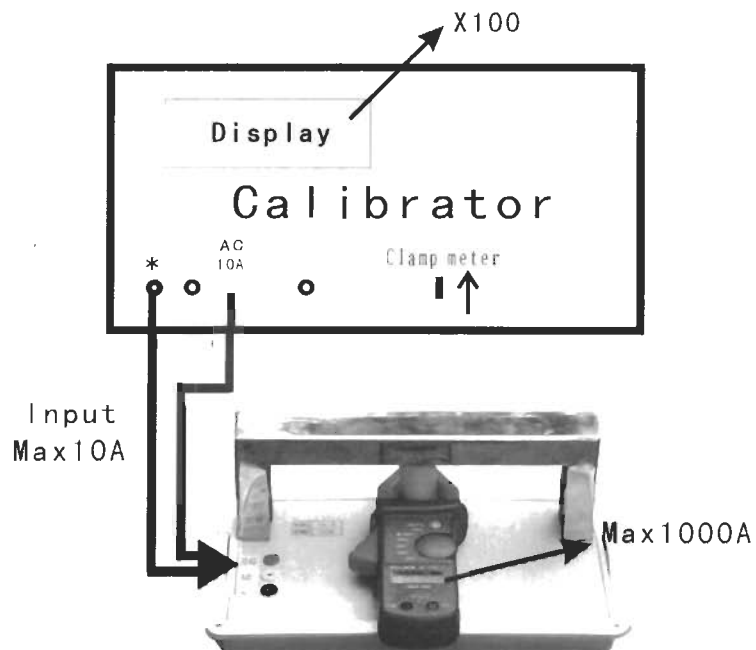 X100
Display
Calibrator
*
AC
10A
Clamp meter
Input
Max10A
Max1000A